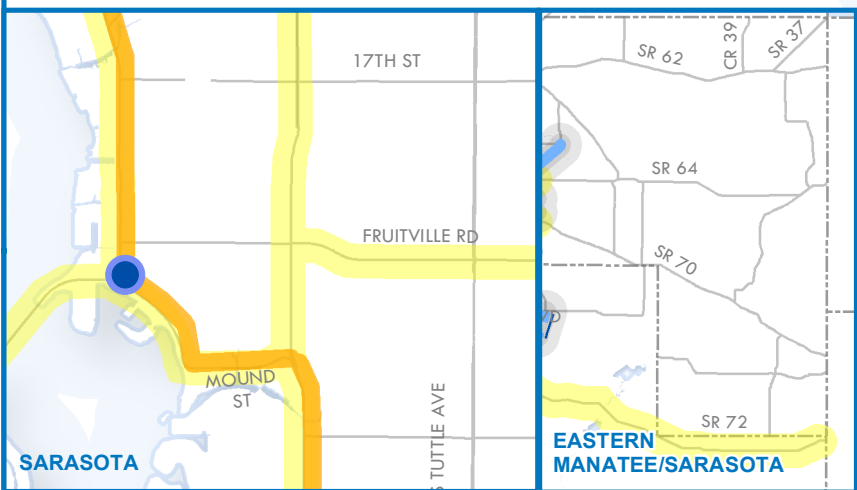 17TH ST
FRUITVILLE RD
MOUND
ST
S TUTTLE AVE
SARASOTA
SR 62
CR 39
SR 37
SR 64
SR 70
SR 72
EASTERN
MANATEE/SARASOTA